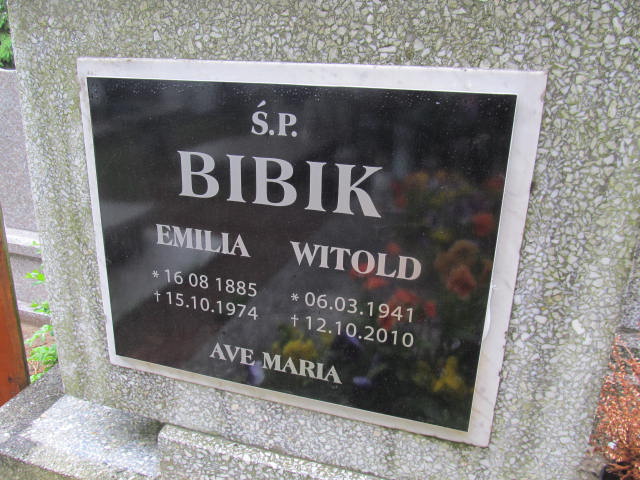 Ś.P.
BIBIK
EMILIA WITOLD
* 16 08 1885 * 06.03.1941
† 15.10.1974 † 12.10.2010
AVE MARIA